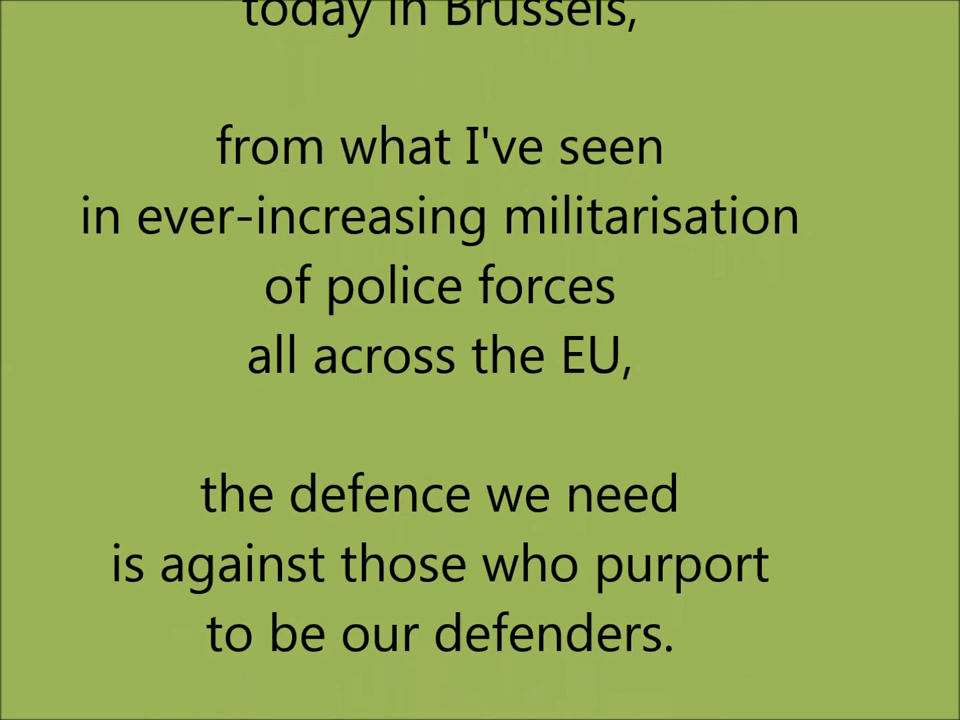 today in Brussels,
from what I've seen
in ever-increasing militarisation
of police forces
all across the EU,
the defence we need
is against those who purport
to be our defenders.